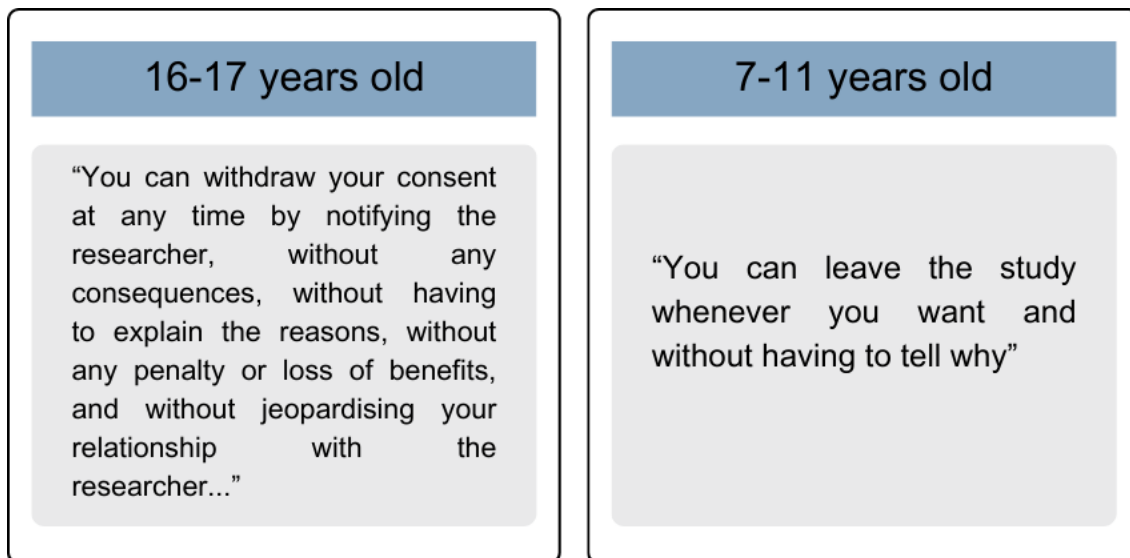 16-17 years old
“You can withdraw your consent
at any time by notifying the
researcher, without any
consequences, without having
to explain the reasons, without
any penalty or loss of benefits,
and without jeopardising your
relationship with the
researcher...”
7-11 years old
“You can leave the study
whenever you want and
without having to tell why”